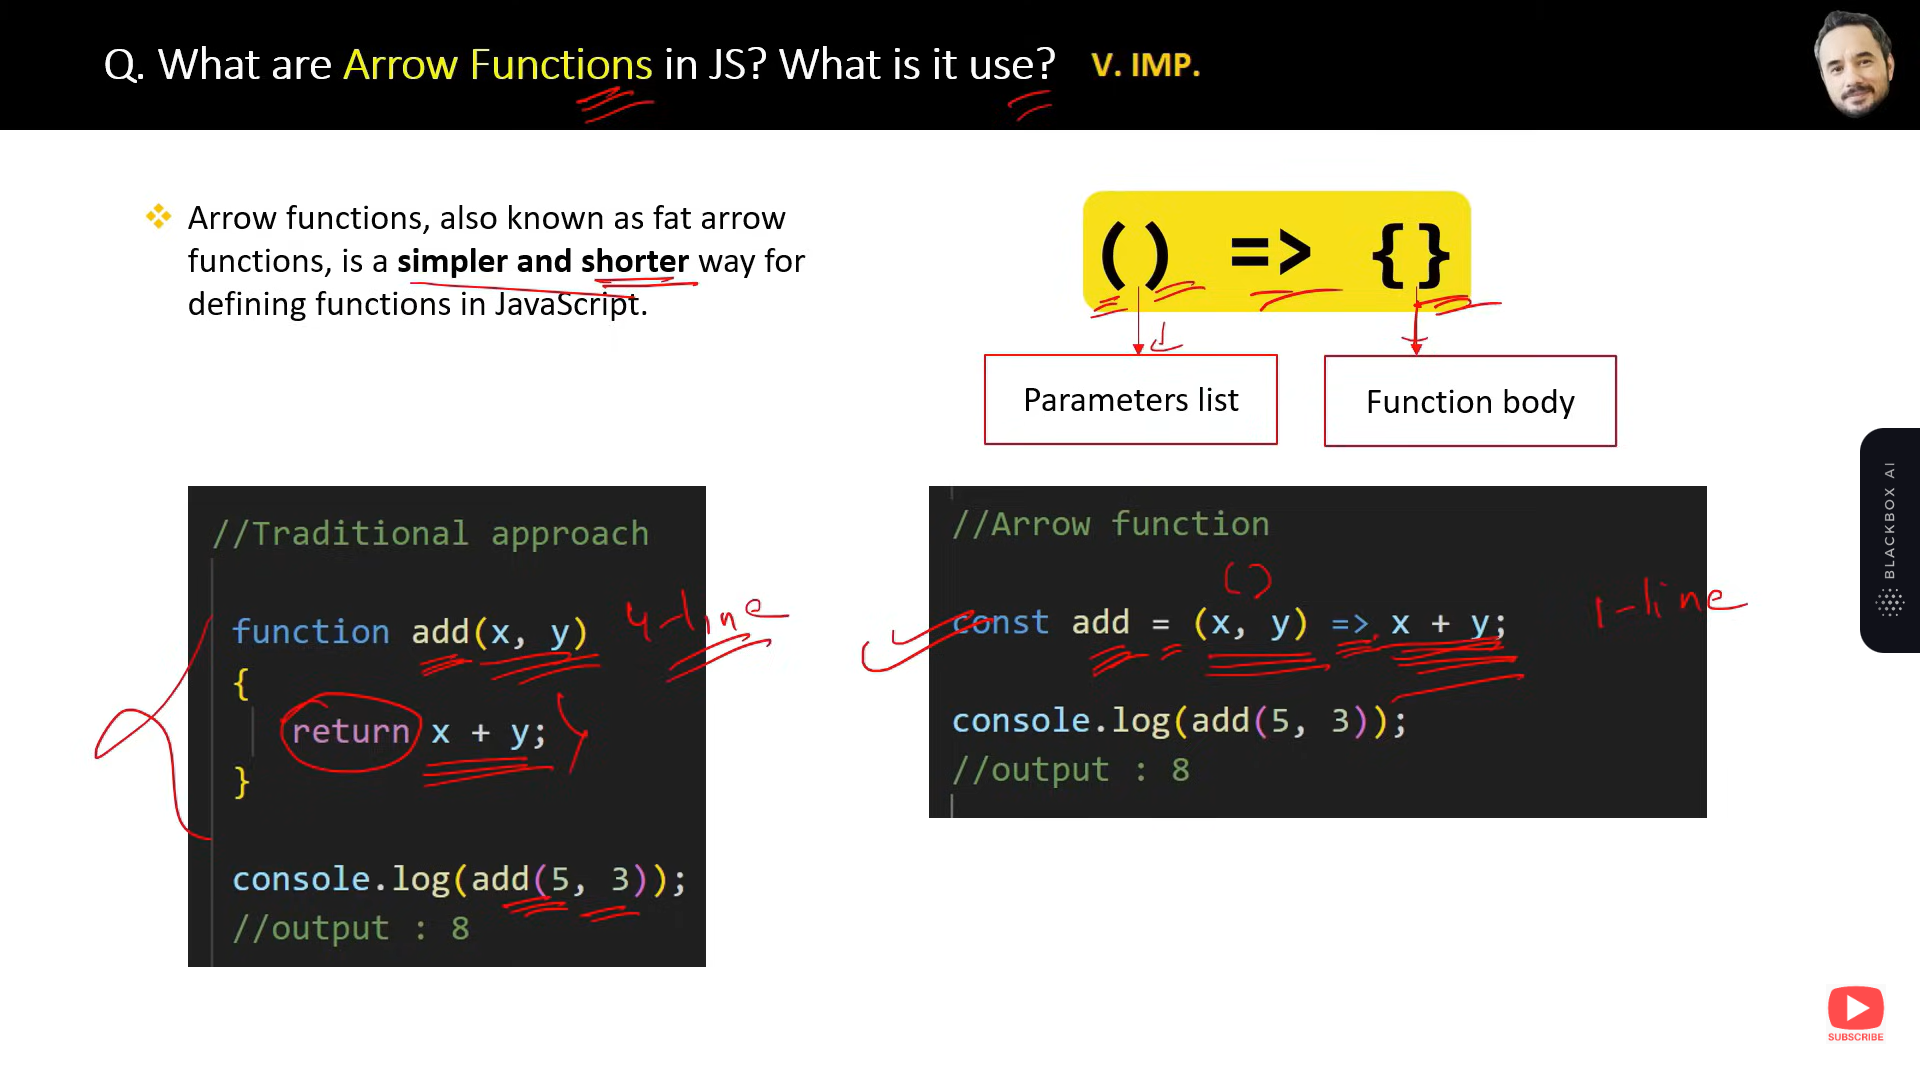 Q. What are Arrow Functions in JS? What is it use? V. IMP.
Arrow functions, also known as fat arrow
functions, is a simpler and shorter way for
defining functions in JavaScript.
() => {}
Parameters list
Function body
//Traditional approach
function add(x, y)
4-line
{
return x + y;
}
console.log(add(5, 3));
//output : 8
//Arrow function
()
const add = (x, y) => x + y;
1-line
console.log(add(5, 3));
//output : 8
BLACKBOX AI
SUBSCRIBE